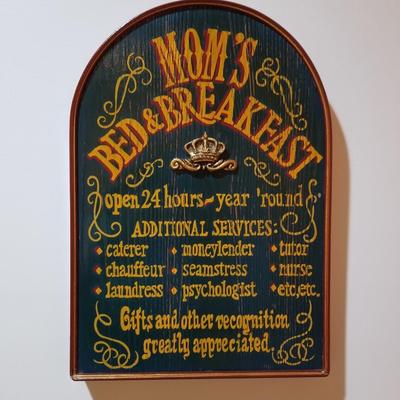 MOM'S
BED & BREAKFAST
open 24 hours~year 'round
ADDITIONAL SERVICES:
caterer • moneylender • tutor
• chauffeur • seamstress • nurse
• laundress • psychologist • etc,etc.
Gifts and other recognition
greatly appreciated.